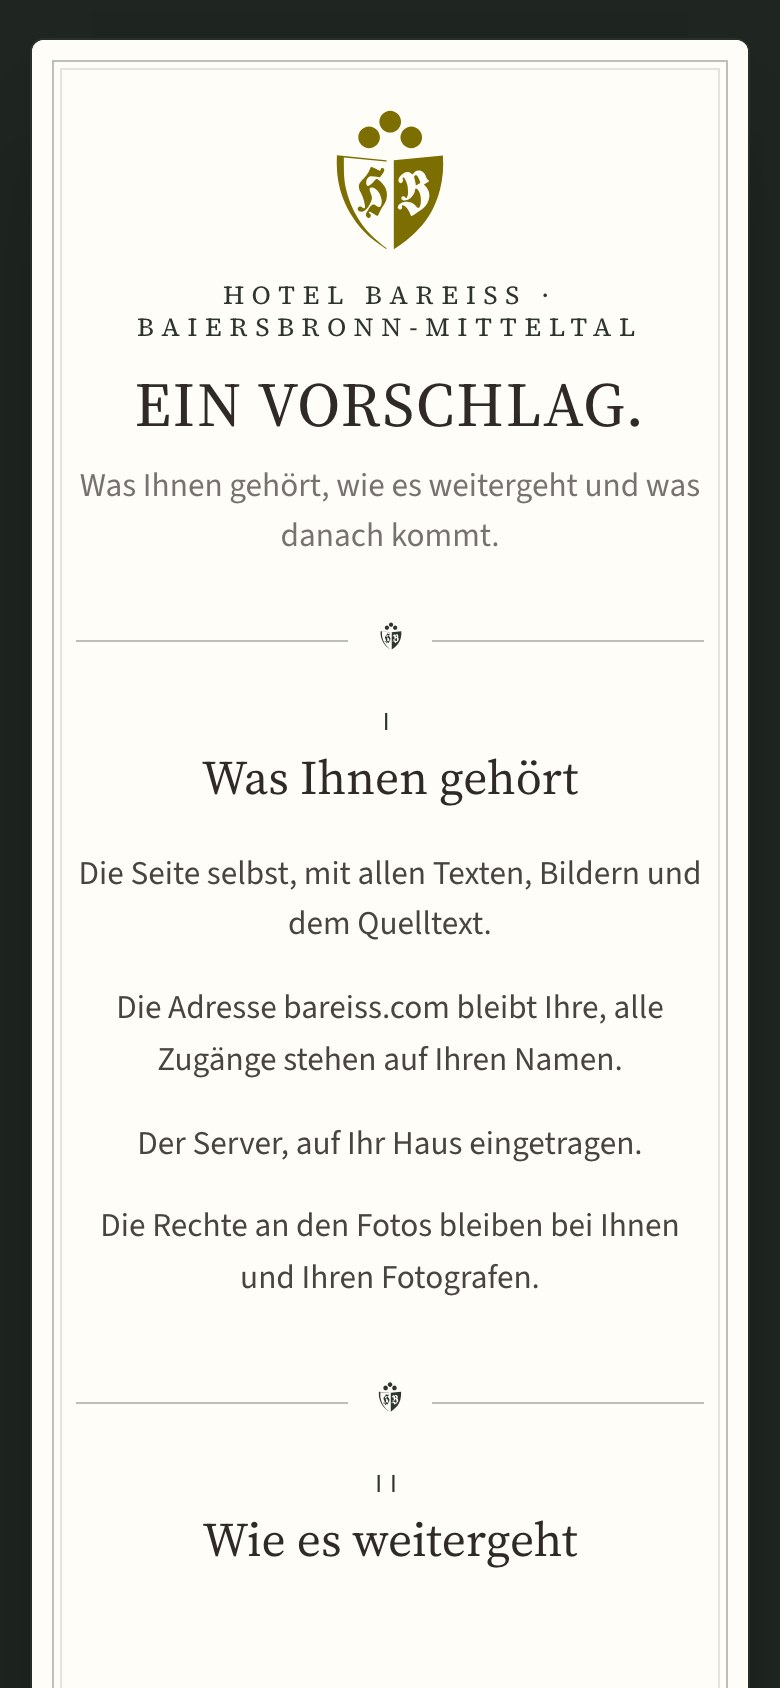 HB
HOTEL BAREISS ·
BAIERSBRONN-MITTELTAL
EIN VORSCHLAG.
Was Ihnen gehört, wie es weitergeht und was
danach kommt.
HB
I
Was Ihnen gehört
Die Seite selbst, mit allen Texten, Bildern und
dem Quelltext.
Die Adresse bareiss.com bleibt Ihre, alle
Zugänge stehen auf Ihren Namen.
Der Server, auf Ihr Haus eingetragen.
Die Rechte an den Fotos bleiben bei Ihnen
und Ihren Fotografen.
HB
II
Wie es weitergeht